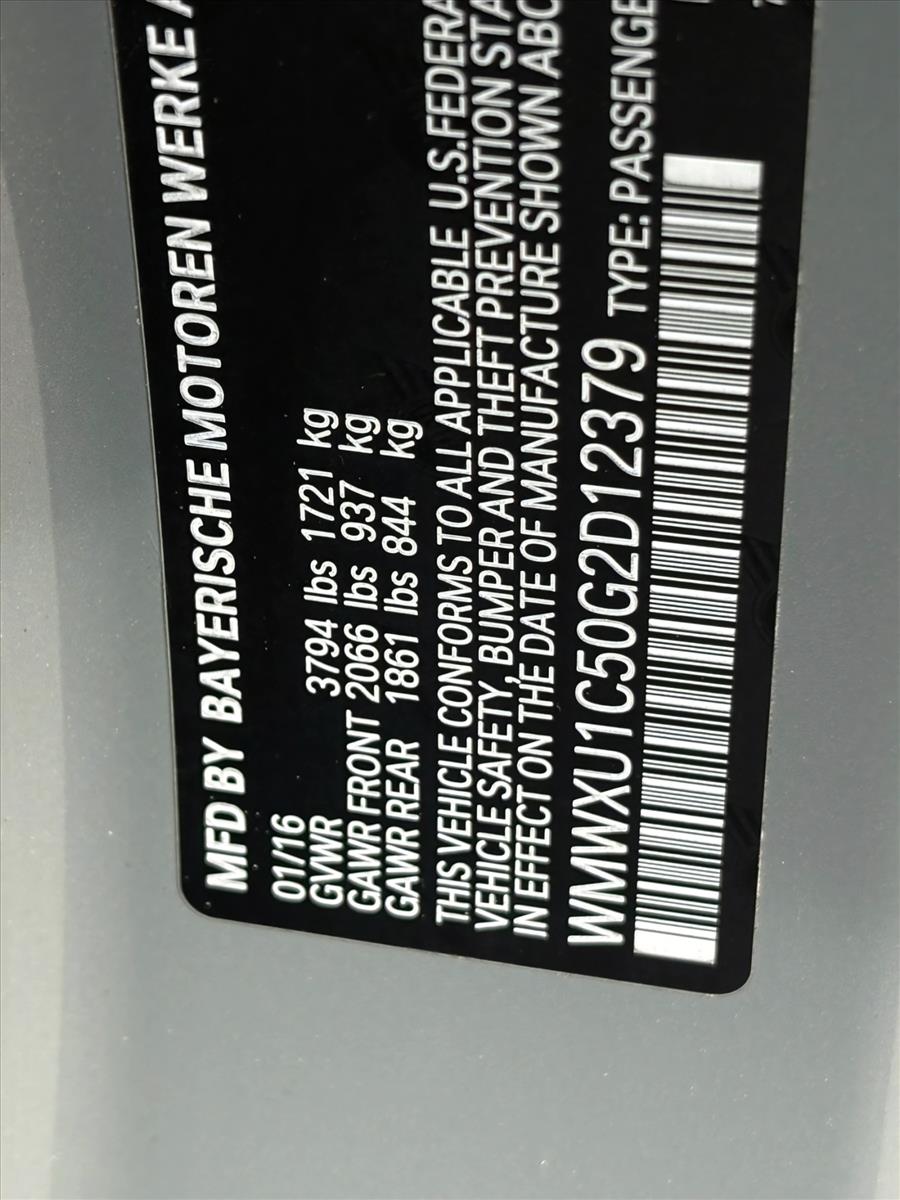 MFD BY BAYERISCHE MOTOREN WERKE A
01/16
GVWR 3794 lbs 1721 kg
GAWR FRONT 2066 lbs 937 kg
GAWR REAR 1861 lbs 844 kg
THIS VEHICLE CONFORMS TO ALL APPLICABLE U.S.FEDERA
VEHICLE SAFETY, BUMPER AND THEFT PREVENTION STA
IN EFFECT ON THE DATE OF MANUFACTURE SHOWN ABO
WMWXU1C50G2D12379 TYPE: PASSENGE